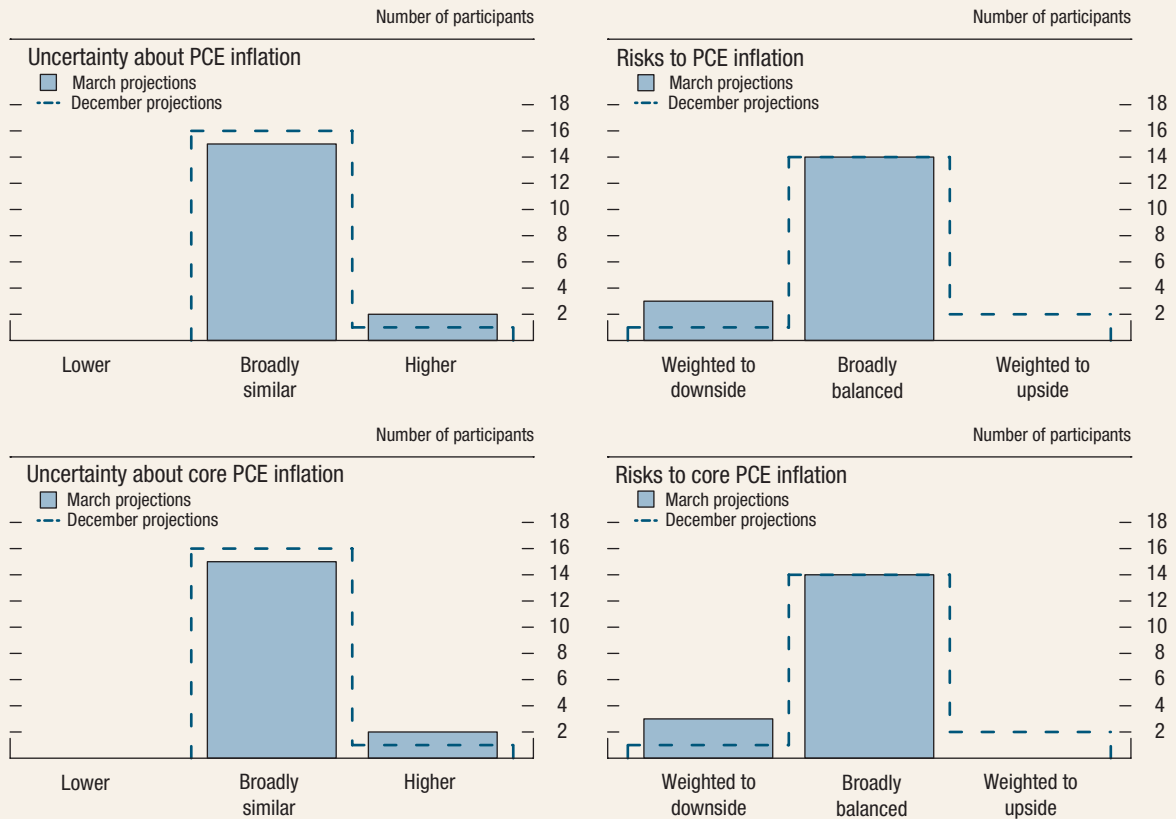 Number of participants
Uncertainty about PCE inflation
March projections
December projections
18
16
14
12
10
8
6
4
2
Lower
Broadly
similar
Higher
Number of participants
Risks to PCE inflation
March projections
December projections
18
16
14
12
10
8
6
4
2
Weighted to
downside
Broadly
balanced
Weighted to
upside
Number of participants
Uncertainty about core PCE inflation
March projections
December projections
18
16
14
12
10
8
6
4
2
Lower
Broadly
similar
Higher
Number of participants
Risks to core PCE inflation
March projections
December projections
18
16
14
12
10
8
6
4
2
Weighted to
downside
Broadly
balanced
Weighted to
upside